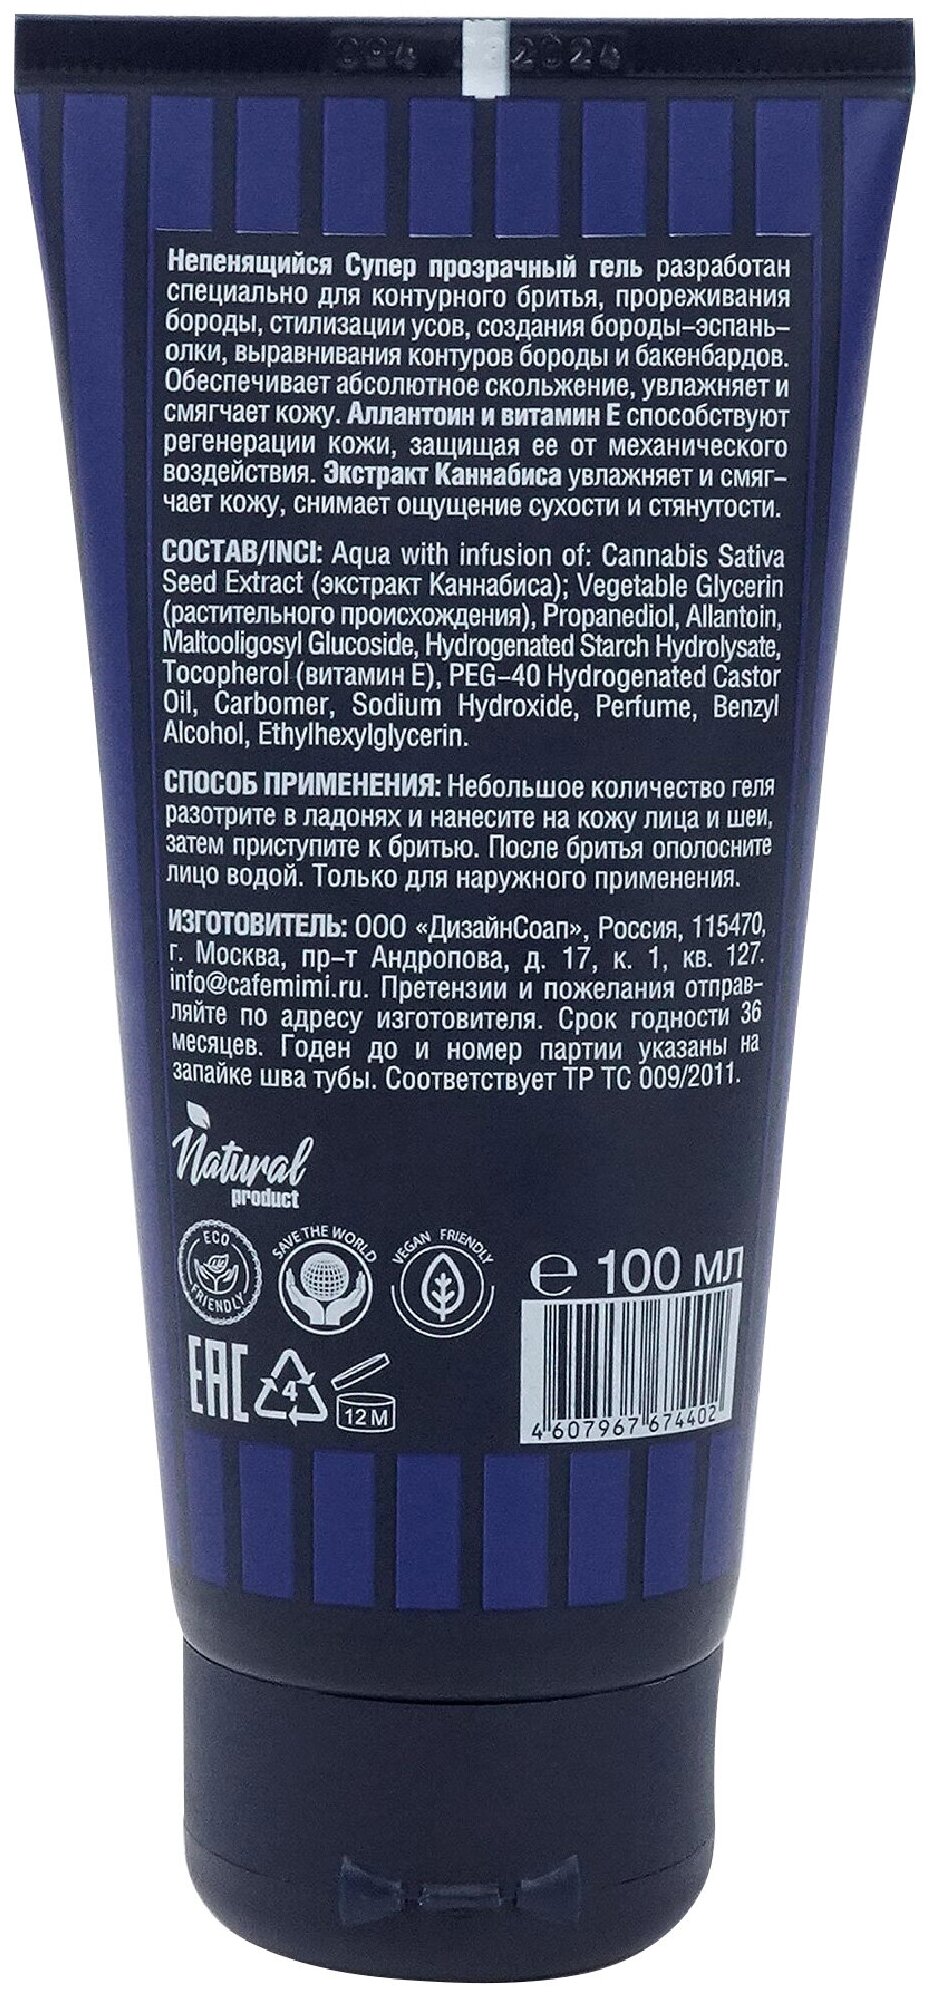 2024
Непенящийся Супер прозрачный гель разработан
специально для контурного бритья, прореживания
бороды, стилизации усов, создания бороды-эспань-
олки, выравнивания контуров бороды и бакенбардов.
Обеспечивает абсолютное скольжение, увлажняет и
смягчает кожу. Аллантоин и витамин Е способствуют
регенерации кожи, защищая ее от механического
воздействия. Экстракт Каннабиса увлажняет и смяг-
чает кожу, снимает ощущение сухости и стянутости.
СОСТАВ/INCI: Aqua with infusion of: Cannabis Sativa
Seed Extract (экстракт Каннабиса); Vegetable Glycerin
(растительного происхождения), Propanediol, Allantoin,
Maltooligosyl Glucoside, Hydrogenated Starch Hydrolysate,
Tocopherol (витамин Е), PEG-40 Hydrogenated Castor
Oil, Carbomer, Sodium Hydroxide, Perfume, Benzyl
Alcohol, Ethylhexylglycerin.
СПОСОБ ПРИМЕНЕНИЯ: Небольшое количество геля
разотрите в ладонях и нанесите на кожу лица и шеи,
затем приступите к бритью. После бритья ополосните
лицо водой. Только для наружного применения.
ИЗГОТОВИТЕЛЬ: ООО «ДизайнСоап», Россия, 115470,
г. Москва, пр-т Андропова, д. 17, к. 1, кв. 127.
info@cafemimi.ru. Претензии и пожелания отправ-
ляйте по адресу изготовителя. Срок годности 36
месяцев. Годен до и номер партии указаны на
запайке шва тубы. Соответствует ТР ТС 009/2011.
Natural
product
ECO
FRIENDLY
SAVE THE WORLD
VEGAN FRIENDLY
℮ 100 мл
EAC
4
12 M
4 607967 674402